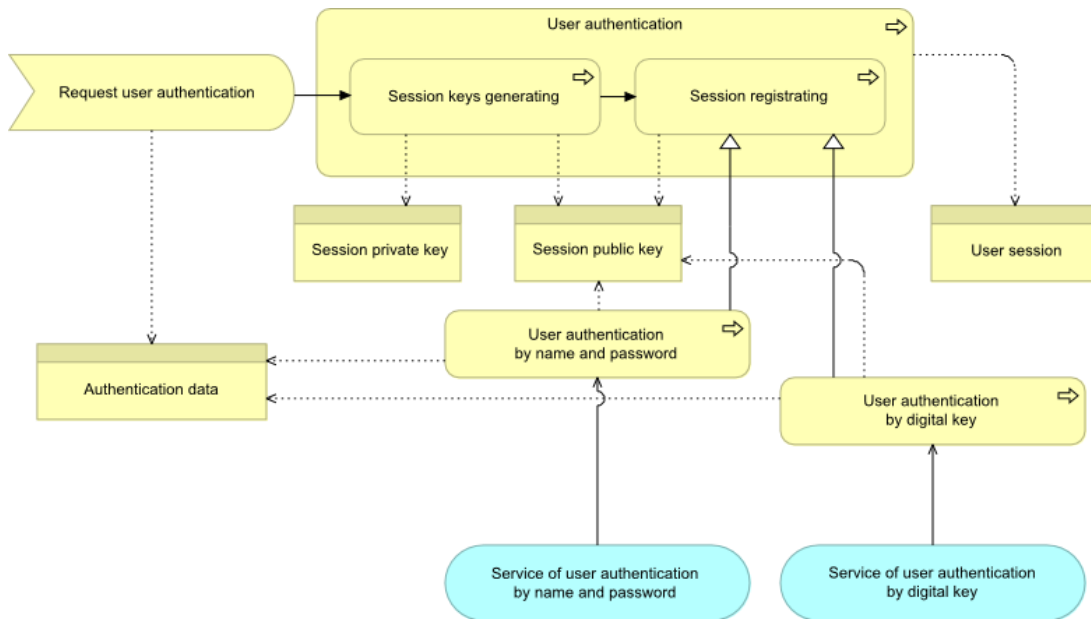 User authentication
Request user authentication
Session keys generating
Session registrating
Session private key
Session public key
User session
User authentication
by name and password
Authentication data
User authentication
by digital key
Service of user authentication
by name and password
Service of user authentication
by digital key